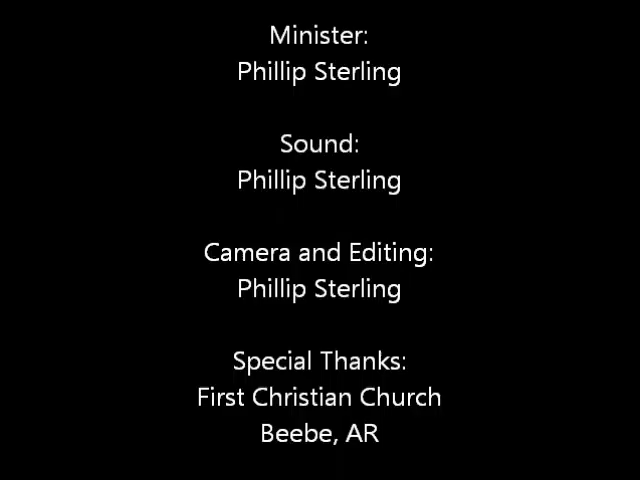 Minister:
Phillip Sterling
Sound:
Phillip Sterling
Camera and Editing:
Phillip Sterling
Special Thanks:
First Christian Church
Beebe, AR